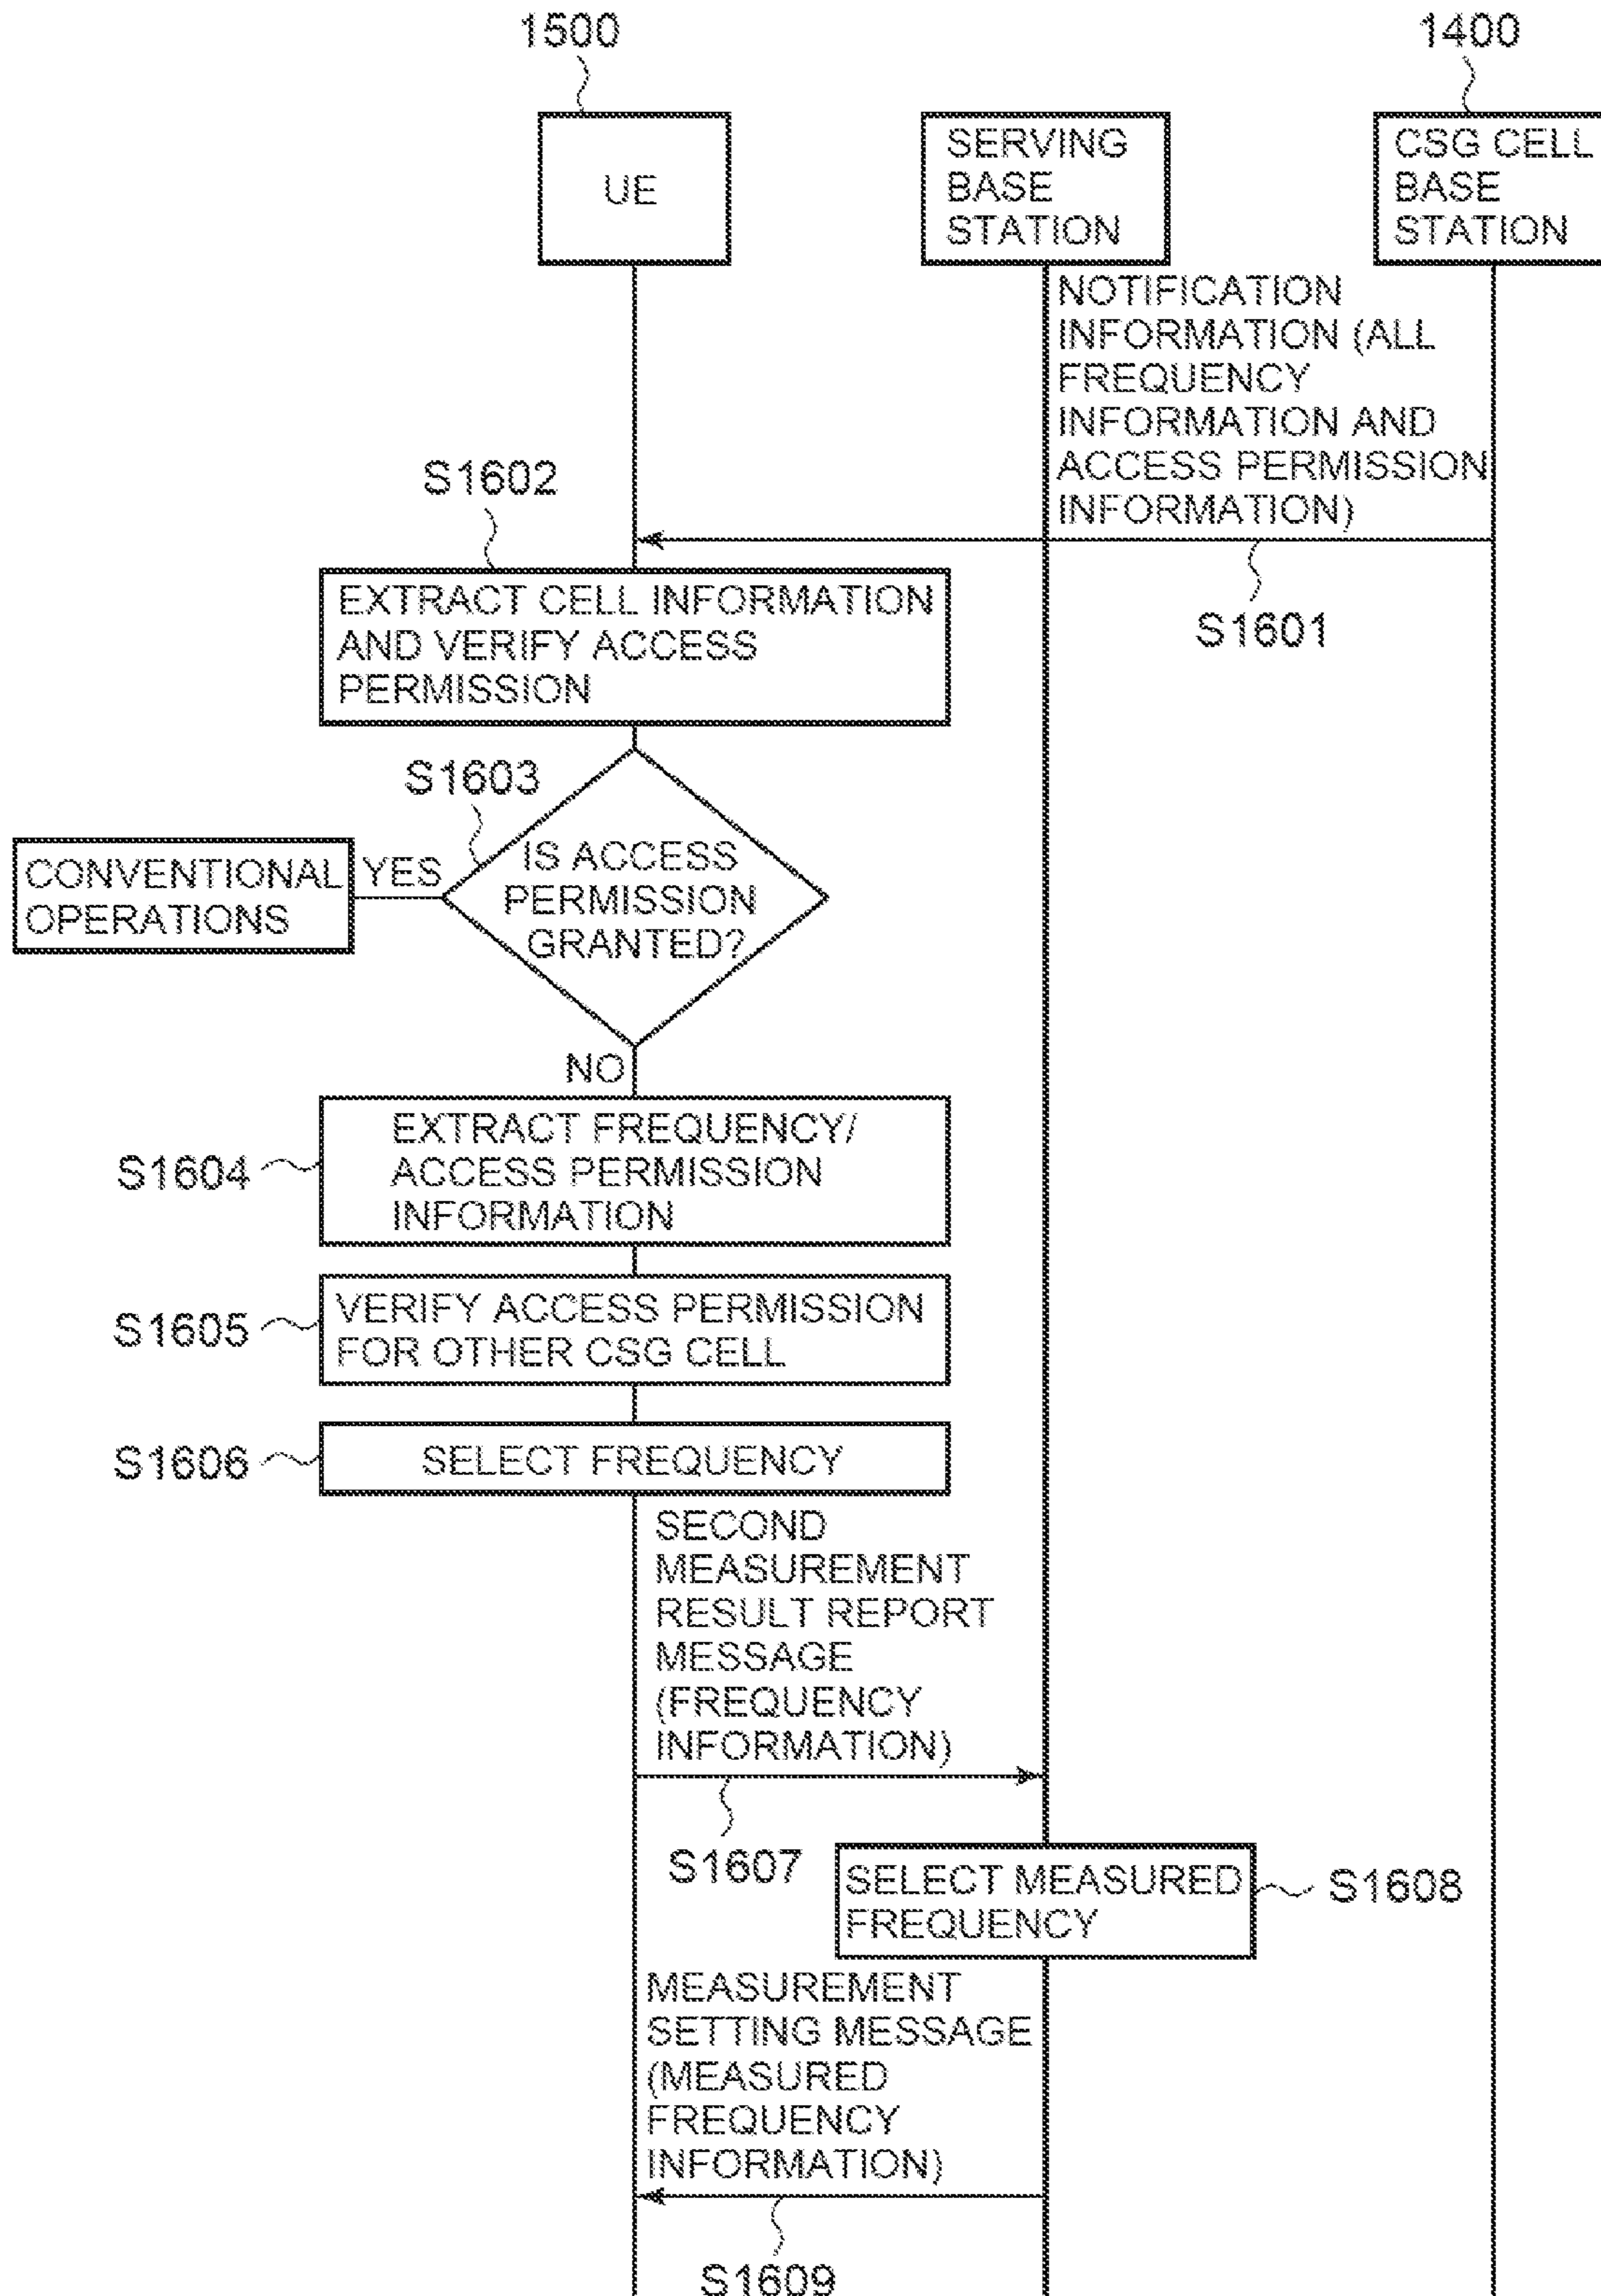 1500
1400
UE
SERVING
BASE
STATION
CSG CELL
BASE
STATION
NOTIFICATION
INFORMATION (ALL
FREQUENCY
INFORMATION AND
ACCESS PERMISSION
INFORMATION)
S1601
S1602
EXTRACT CELL INFORMATION
AND VERIFY ACCESS
PERMISSION
S1603
IS ACCESS
PERMISSION
GRANTED?
YES
CONVENTIONAL
OPERATIONS
NO
S1604
EXTRACT FREQUENCY/
ACCESS PERMISSION
INFORMATION
S1605
VERIFY ACCESS PERMISSION
FOR OTHER CSG CELL
S1606
SELECT FREQUENCY
SECOND
MEASUREMENT
RESULT REPORT
MESSAGE
(FREQUENCY
INFORMATION)
S1607
SELECT MEASURED
FREQUENCY
S1608
MEASUREMENT
SETTING MESSAGE
(MEASURED
FREQUENCY
INFORMATION)
S1609